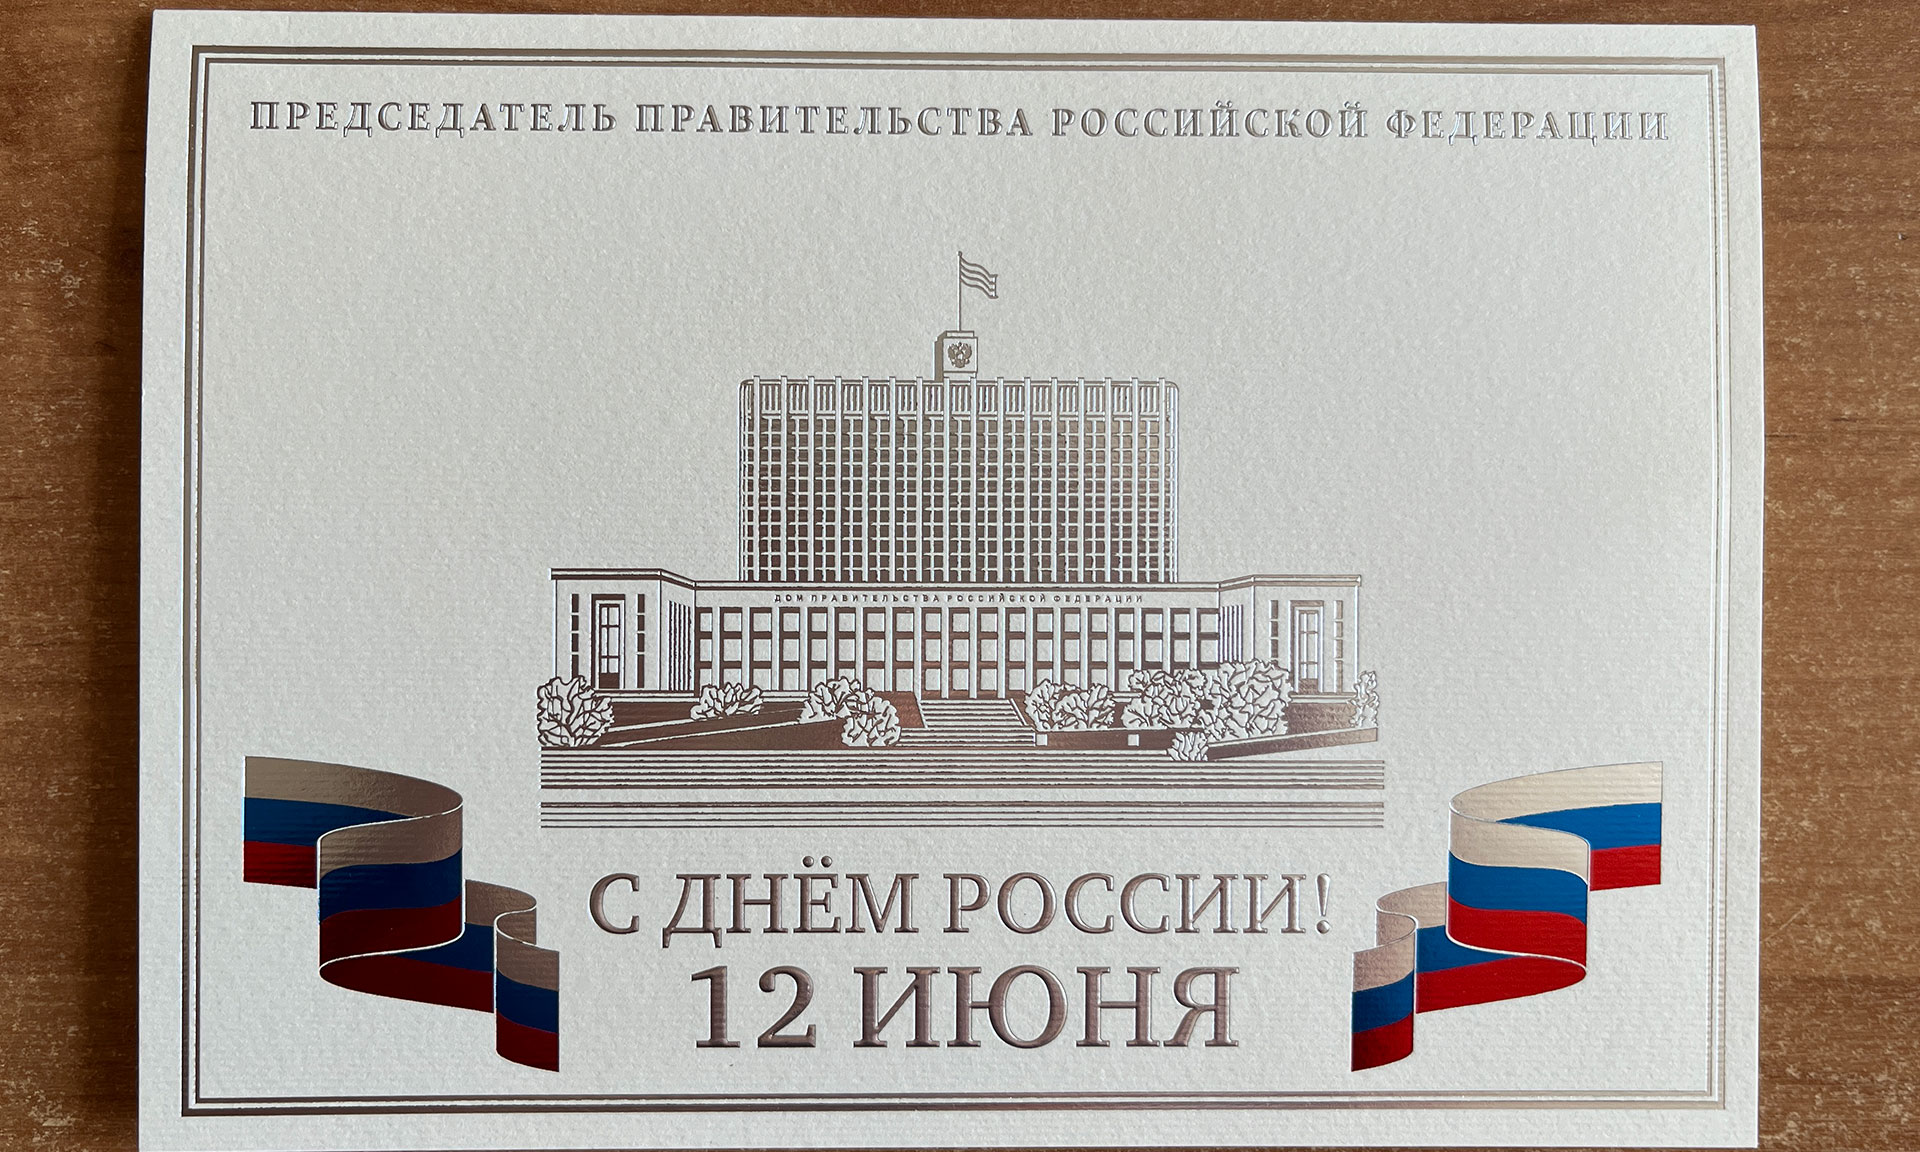 ПРЕДСЕДАТЕЛЬ ПРАВИТЕЛЬСТВА РОССИЙСКОЙ ФЕДЕРАЦИИ
ДОМ ПРАВИТЕЛЬСТВА РОССИЙСКОЙ ФЕДЕРАЦИИ
С ДНЁМ РОССИИ!
12 ИЮНЯ